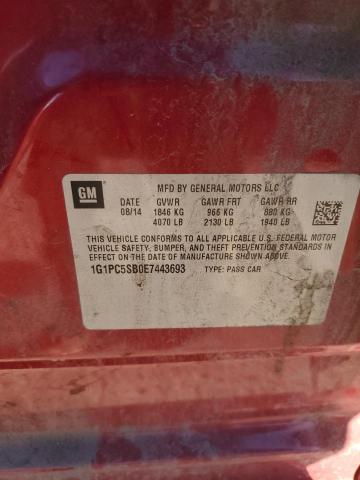 GM
MFD BY GENERAL MOTORS LLC
DATE GVWR GAWR FRT GAWR RR
08/14 1846 KG 966 KG 880 KG
4070 LB 2130 LB 1940 LB
THIS VEHICLE CONFORMS TO ALL APPLICABLE U.S. FEDERAL MOTOR
VEHICLE SAFETY, BUMPER, AND THEFT PREVENTION STANDARDS IN
EFFECT ON THE DATE OF MANUFACTURE SHOWN ABOVE.
1G1PC5SB0E7443693 TYPE: PASS CAR